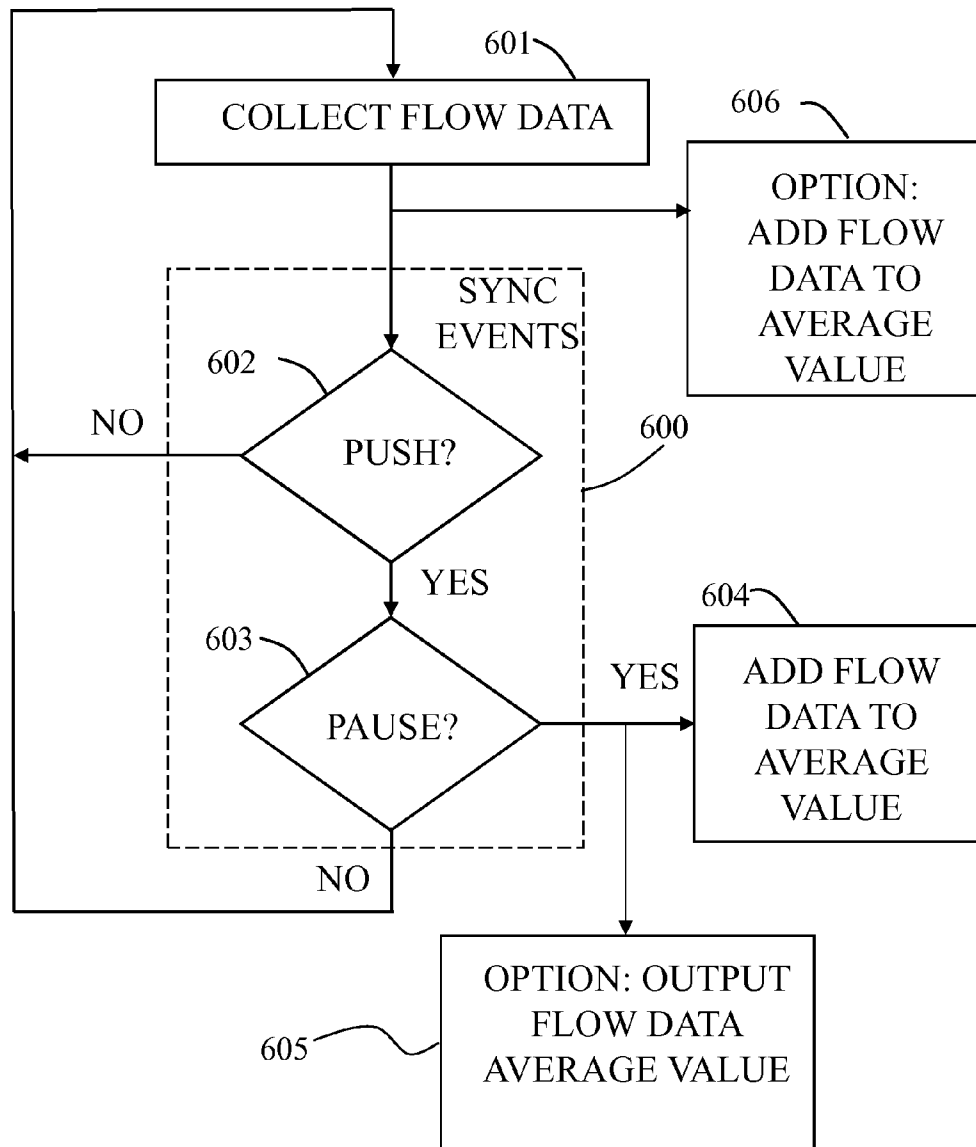 601
COLLECT FLOW DATA
606
OPTION:
ADD FLOW
DATA TO
AVERAGE
VALUE
SYNC
EVENTS
602
NO
PUSH?
600
YES
603
604
YES
PAUSE?
ADD FLOW
DATA TO
AVERAGE
VALUE
NO
OPTION: OUTPUT
FLOW DATA
AVERAGE VALUE
605